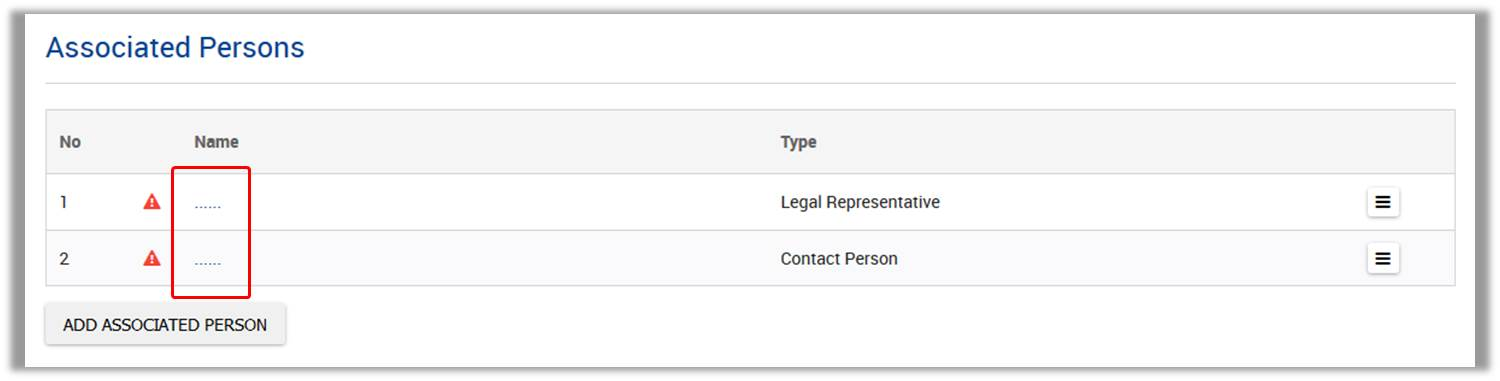 Associated Persons
No Name Type
1 ...... Legal Representative
2 ...... Contact Person
ADD ASSOCIATED PERSON